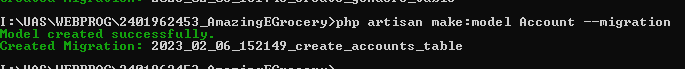 I:\UAS\WEBPROG\2401962453_AmazingEGrocery>php artisan make:model Account --migration
Model created successfully.
Created Migration: 2023_02_06_152149_create_accounts_table